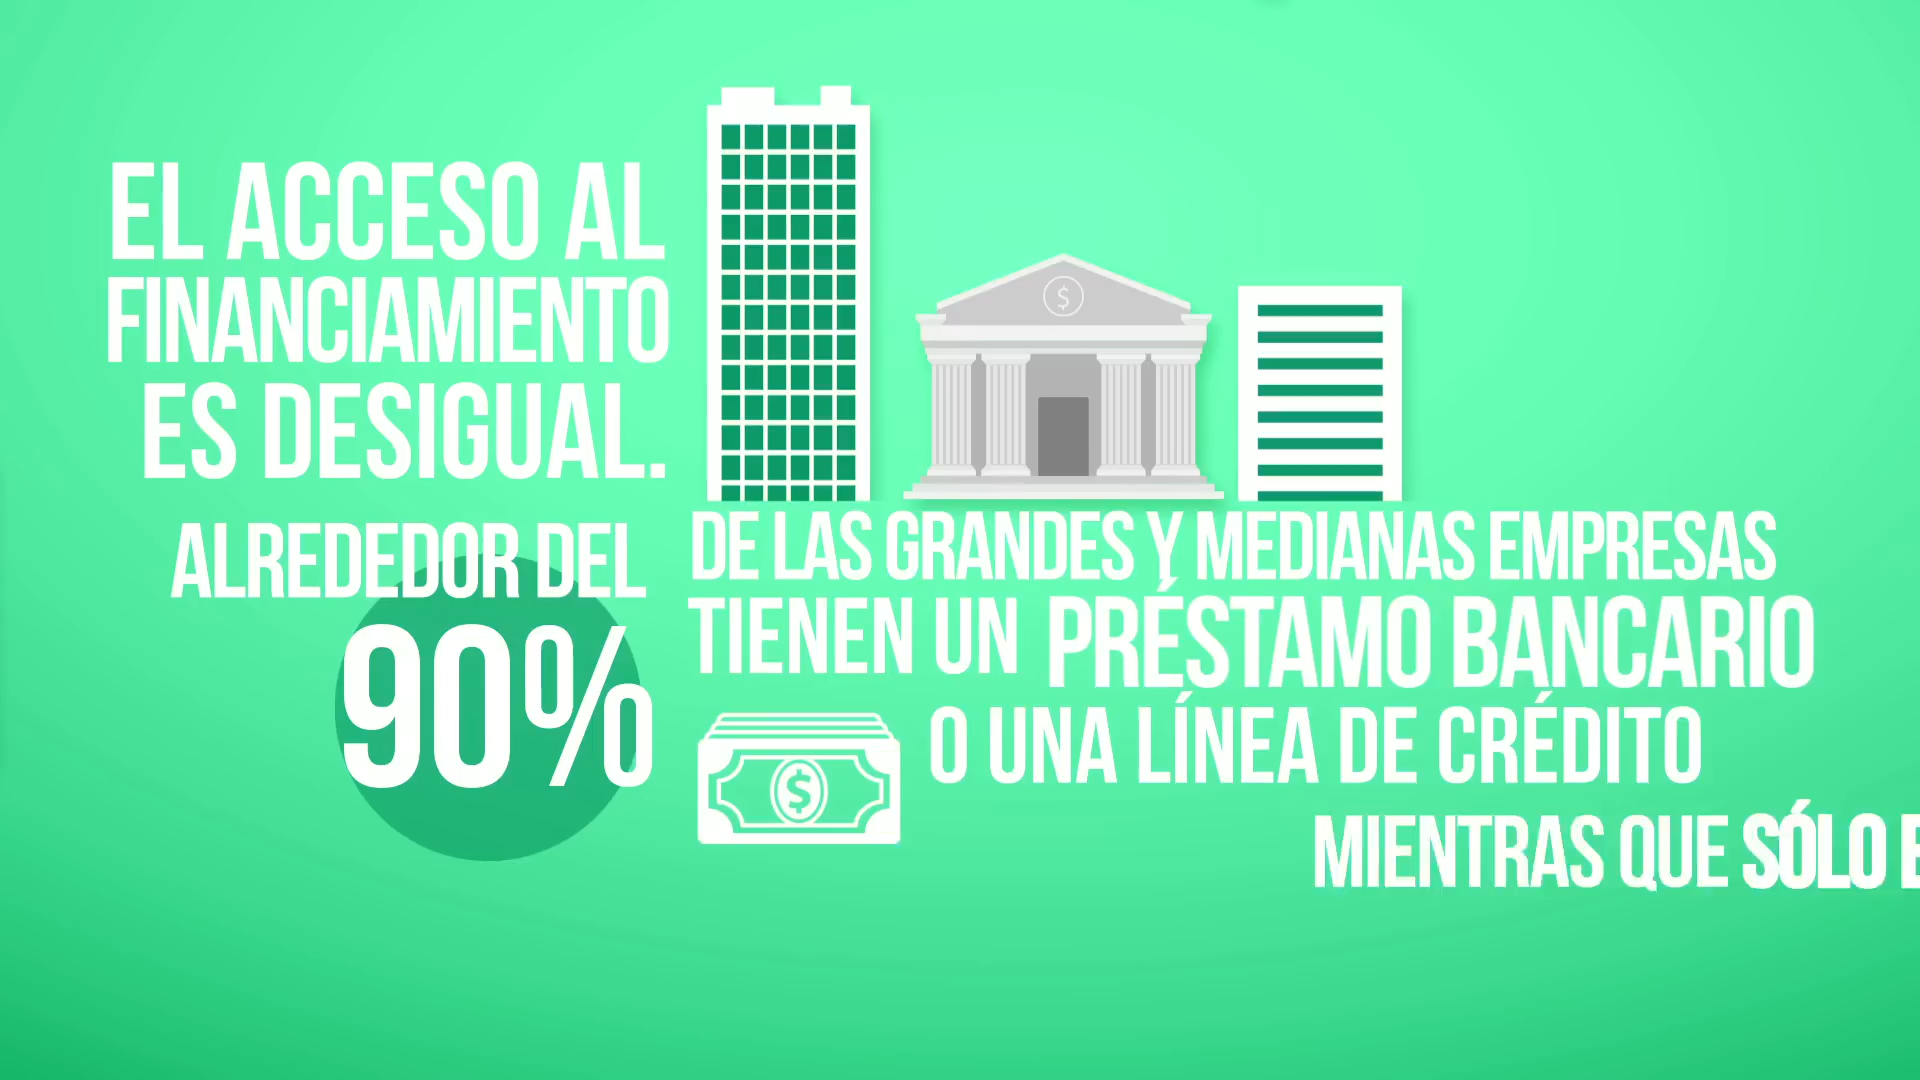 EL ACCESO AL
FINANCIAMIENTO
ES DESIGUAL.
ALREDEDOR DEL
90%
DE LAS GRANDES Y MEDIANAS EMPRESAS
TIENEN UN PRÉSTAMO BANCARIO
O UNA LÍNEA DE CRÉDITO
MIENTRAS QUE SÓLO
$
$